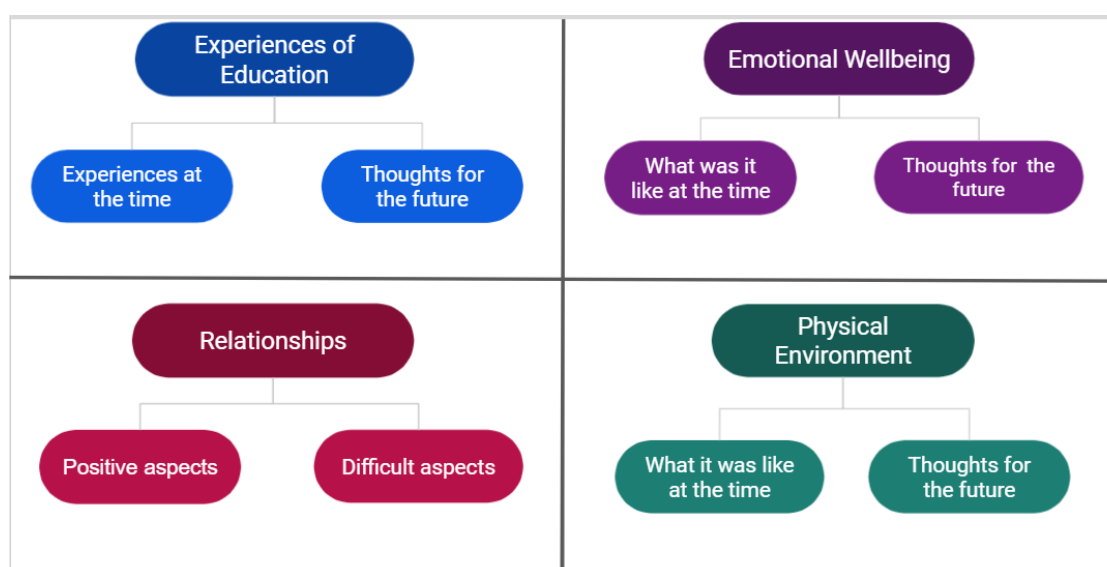 Experiences of
Education
Experiences at
the time
Thoughts for
the future
Emotional Wellbeing
What was it
like at the time
Thoughts for the
future
Relationships
Positive aspects
Difficult aspects
Physical
Environment
What it was like
at the time
Thoughts for
the future